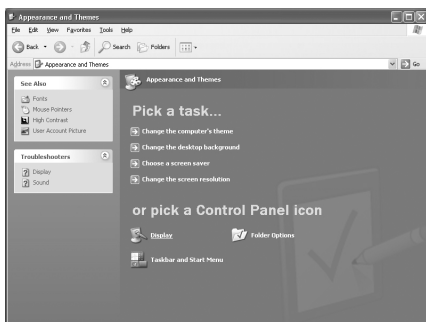 Appearance and Themes
File Edit View Favorites Tools Help
Back Search Folders
Address Appearance and Themes Go
See Also
Fonts
Mouse Pointers
High Contrast
User Account Picture
Troubleshooters
Display
Sound
Appearance and Themes
Pick a task...
Change the computer's theme
Change the desktop background
Choose a screen saver
Change the screen resolution
or pick a Control Panel icon
Display Folder Options
Taskbar and Start Menu